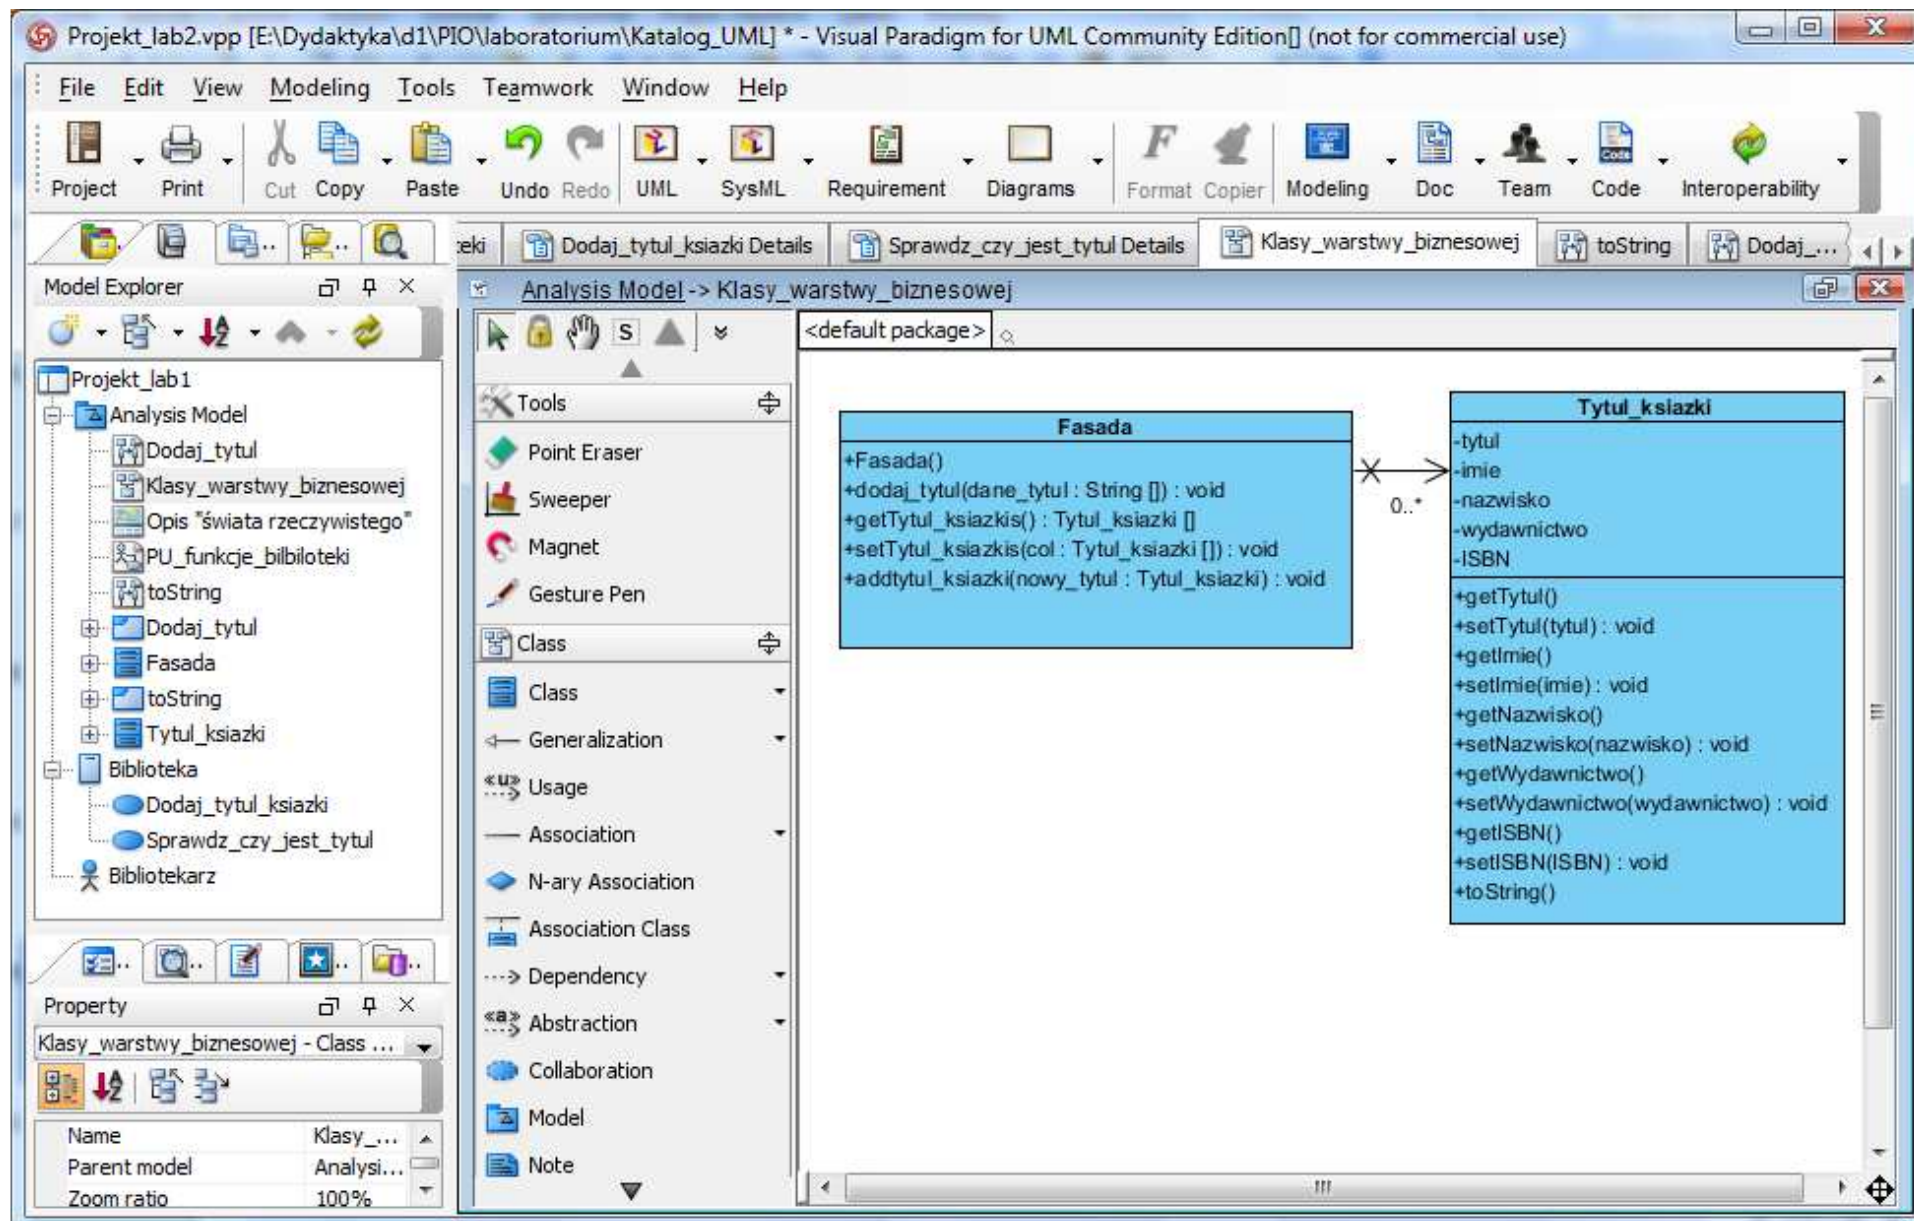 Projekt_lab2.vpp [E:\Dydaktyka\d1\PIO\laboratorium\Katalog_UML] * - Visual Paradigm for UML Community Edition[] (not for commercial use)
File Edit View Modeling Tools Teamwork Window Help
Project Print Cut Copy Paste Undo Redo UML SysML Requirement Diagrams Format Copier Modeling Doc Team Code Interoperability
eki Dodaj_tytul_ksiazki Details Sprawdz_czy_jest_tytul Details Klasy_warstwy_biznesowej toString Dodaj_...
Model Explorer
Projekt_lab1
Analysis Model
Dodaj_tytul
Klasy_warstwy_biznesowej
Opis "świata rzeczywistego"
PU_funkcje_bilbiloteki
toString
Dodaj_tytul
Fasada
toString
Tytul_ksiazki
Biblioteka
Dodaj_tytul_ksiazki
Sprawdz_czy_jest_tytul
Bibliotekarz
Property
Klasy_warstwy_biznesowej - Class ...
Name Klasy_...
Parent model Analysi...
Zoom ratio 100%
Analysis Model -> Klasy_warstwy_biznesowej
S
<default package>
Tools
Point Eraser
Sweeper
Magnet
Gesture Pen
Class
Class
Generalization
«u» Usage
Association
N-ary Association
Association Class
Dependency
«a» Abstraction
Collaboration
Model
Note
Fasada
+Fasada()
+dodaj_tytul(dane_tytul : String []) : void
+getTytul_ksiazkis() : Tytul_ksiazki []
+setTytul_ksiazkis(col : Tytul_ksiazki []) : void
+addtytul_ksiazki(nowy_tytul : Tytul_ksiazki) : void
0..*
Tytul_ksiazki
-tytul
-imie
-nazwisko
-wydawnictwo
-ISBN
+getTytul()
+setTytul(tytul) : void
+getImie()
+setImie(imie) : void
+getNazwisko()
+setNazwisko(nazwisko) : void
+getWydawnictwo()
+setWydawnictwo(wydawnictwo) : void
+getISBN()
+setISBN(ISBN) : void
+toString()